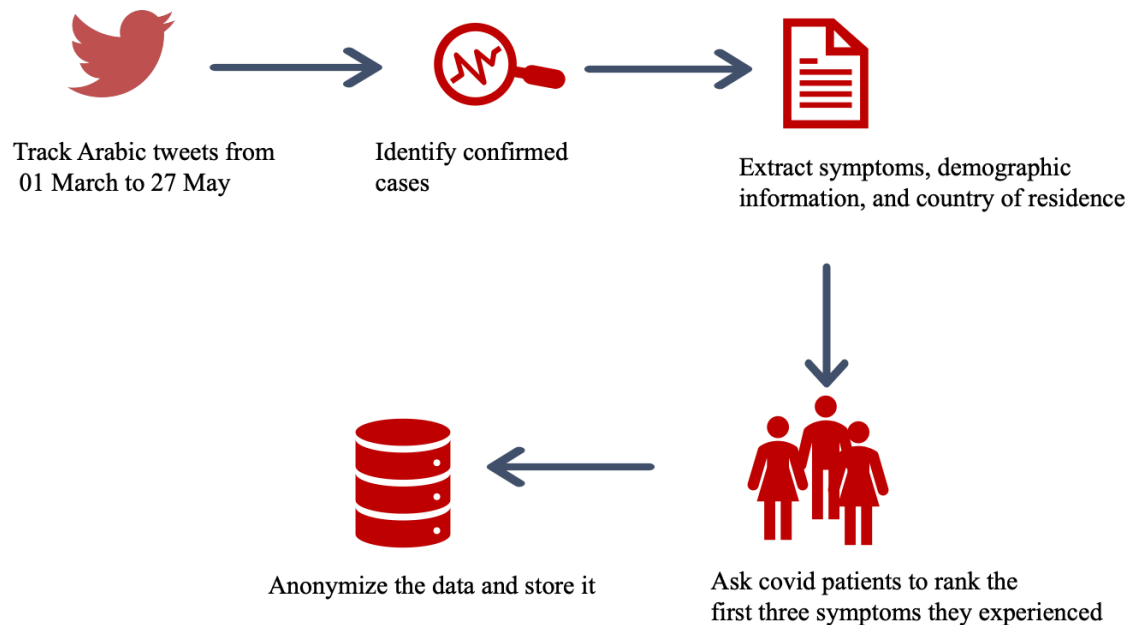 Track Arabic tweets from
01 March to 27 May
Identify confirmed
cases
Extract symptoms, demographic
information, and country of residence
Ask covid patients to rank the
first three symptoms they experienced
Anonymize the data and store it